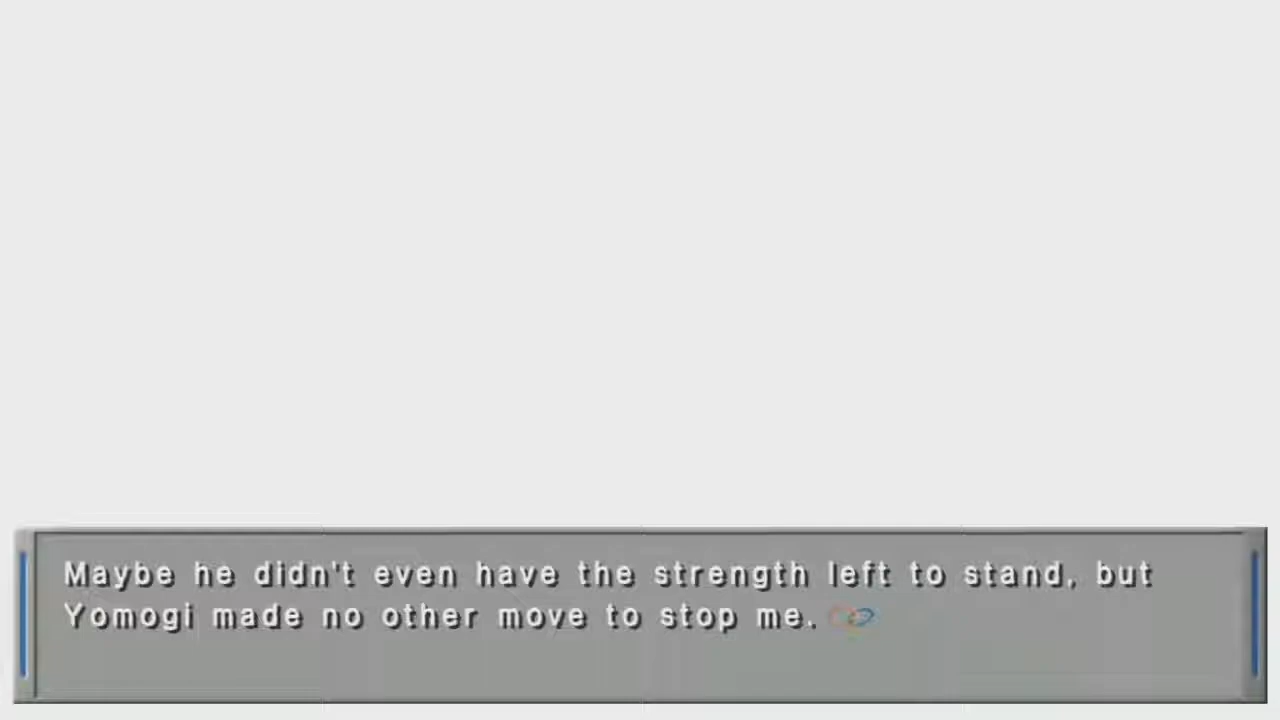 Maybe he didn't even have the strength left to stand, but
Yomogi made no other move to stop me.